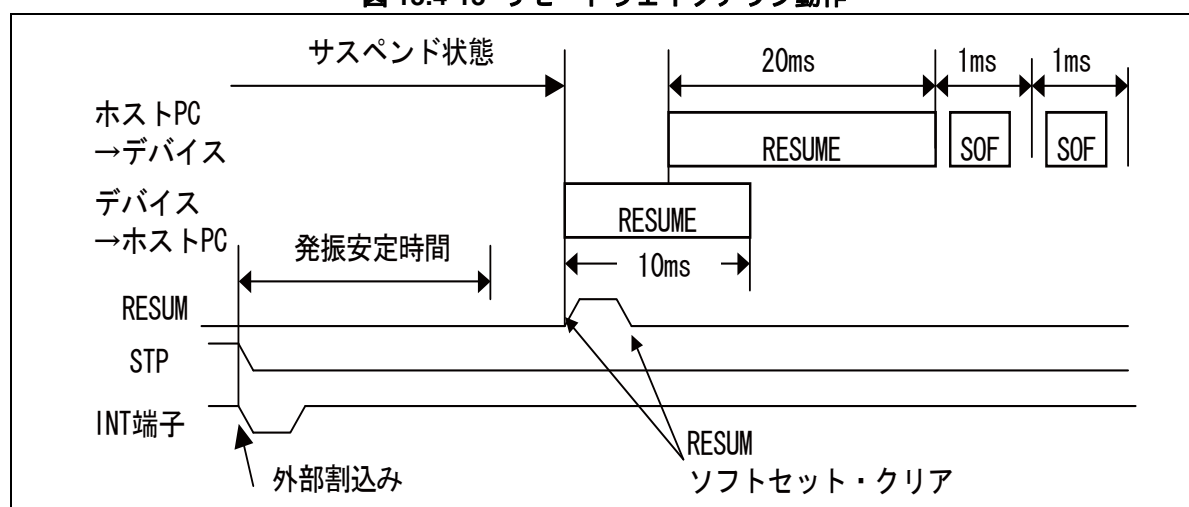 サスペンド状態
20ms
1ms
1ms
ホストPC
→デバイス
RESUME
SOF
SOF
デバイス
→ホストPC
RESUME
発振安定時間
10ms
RESUM
STP
INT端子
RESUM
外部割込み
ソフトセット・クリア